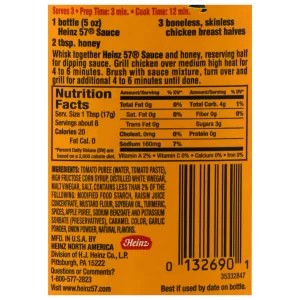 Serves 3 • Prep Time: 3 min. • Cook Time: 12 min.
1 bottle (5 oz) 3 boneless, skinless
Heinz 57® Sauce chicken breast halves
2 tbsp. honey
Whisk together Heinz 57® Sauce and honey, reserving half
for dipping sauce. Grill chicken over medium high heat for
4 to 6 minutes. Brush with sauce mixture, turn over and
grill for additional 4 to 6 minutes until done.
Nutrition
Facts
Serv. Size 1 Tbsp (17g)
Servings about 8
Calories 20
Fat Cal. 0
*Percent Daily Values (DV) are
based on a 2,000 calorie diet.
Amount/Serving % DV* Amount/Serving % DV*
Total Fat 0g 0% Total Carb. 4g 1%
Sat. Fat 0g 0% Fiber 0g 0%
Trans Fat 0g Sugars 3g
Cholest. 0mg 0% Protein 0g
Sodium 160mg 7%
Vitamin A 2% • Vitamin C 0% • Calcium 0% • Iron 0%
INGREDIENTS: TOMATO PUREE (WATER, TOMATO PASTE),
HIGH FRUCTOSE CORN SYRUP, DISTILLED WHITE VINEGAR,
MALT VINEGAR, SALT, CONTAINS LESS THAN 2% OF THE
FOLLOWING: MODIFIED FOOD STARCH, RAISIN JUICE
CONCENTRATE, MUSTARD FLOUR, SOYBEAN OIL, TURMERIC,
SPICES, APPLE PUREE, SODIUM BENZOATE AND POTASSIUM
SORBATE (PRESERVATIVES), CARAMEL COLOR, GARLIC
POWDER, ONION POWDER, NATURAL FLAVORS.
MFD. IN U.S.A. BY
HEINZ NORTH AMERICA
Division of H.J. Heinz Co., L.P.
Pittsburgh, PA 15222
Questions or Comments?
1-800-577-2823
www.heinz57.com
Heinz
0 132690 1
35332847
Best if used by date on bottle.